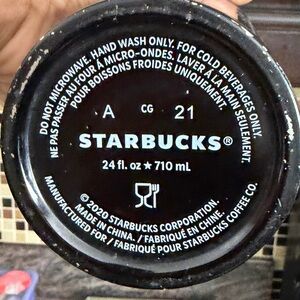 DO NOT MICROWAVE. HAND WASH ONLY. FOR COLD BEVERAGES ONLY.
NE PAS PASSER AU FOUR À MICRO-ONDES. LAVER À LA MAIN SEULEMENT.
POUR BOISSONS FROIDES UNIQUEMENT.
A CG 21
STARBUCKS®
24 fl. oz ★ 710 mL
© 2020 STARBUCKS CORPORATION.
MADE IN CHINA. / FABRIQUÉ EN CHINE.
MANUFACTURED FOR / FABRIQUÉ POUR STARBUCKS COFFEE CO.